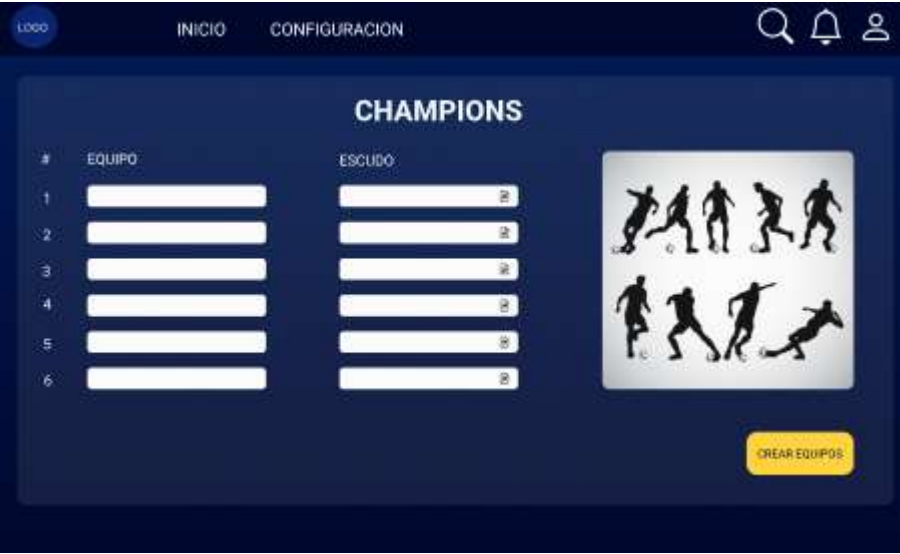 LOGO
INICIO
CONFIGURACION
CHAMPIONS
# EQUIPO ESCUDO
1
2
3
4
5
6
CREAR EQUIPOS